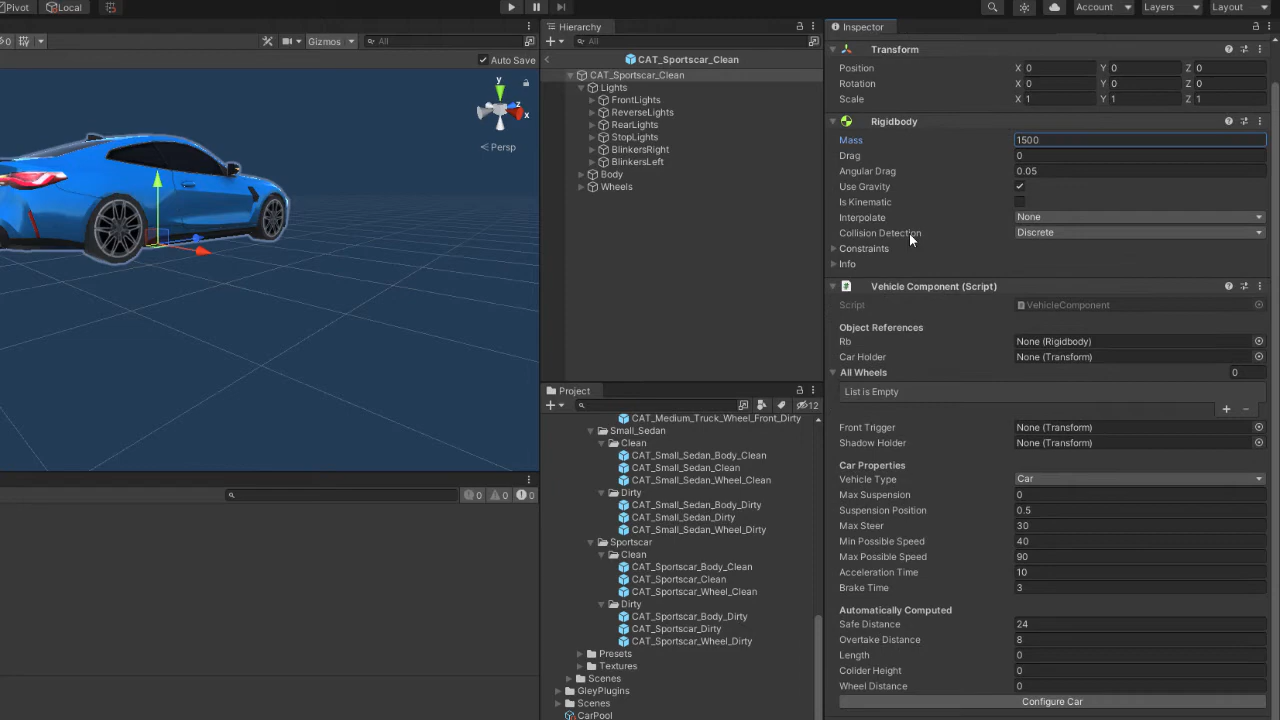 Pivot Local Account Layers Layout
Hierarchy Inspector
0 Gizmos All All
Auto Save CAT_Sportscar_Clean
CAT_Sportscar_Clean
Lights
FrontLights
ReverseLights
RearLights
StopLights
BlinkersRight
BlinkersLeft
Body
Wheels
y
z
x
Persp
Transform
Position X 0 Y 0 Z 0
Rotation X 0 Y 0 Z 0
Scale X 1 Y 1 Z 1
Rigidbody
Mass 1500
Drag 0
Angular Drag 0.05
Use Gravity
Is Kinematic
Interpolate None
Collision Detection Discrete
Constraints
Info
Vehicle Component (Script)
Script VehicleComponent
Object References
Rb None (Rigidbody)
Car Holder None (Transform)
All Wheels 0
List is Empty
Front Trigger None (Transform)
Shadow Holder None (Transform)
Car Properties
Vehicle Type Car
Max Suspension 0
Suspension Position 0.5
Max Steer 30
Min Possible Speed 40
Max Possible Speed 90
Acceleration Time 10
Brake Time 3
Automatically Computed
Safe Distance 24
Overtake Distance 8
Length 0
Collider Height 0
Wheel Distance 0
Configure Car
Project
12
CAT_Medium_Truck_Wheel_Front_Dirty
Small_Sedan
Clean
CAT_Small_Sedan_Body_Clean
CAT_Small_Sedan_Clean
CAT_Small_Sedan_Wheel_Clean
Dirty
CAT_Small_Sedan_Body_Dirty
CAT_Small_Sedan_Dirty
CAT_Small_Sedan_Wheel_Dirty
Sportscar
Clean
CAT_Sportscar_Body_Clean
CAT_Sportscar_Clean
CAT_Sportscar_Wheel_Clean
Dirty
CAT_Sportscar_Body_Dirty
CAT_Sportscar_Dirty
CAT_Sportscar_Wheel_Dirty
Presets
Textures
Scenes
GleyPlugins
Scenes
CarPool
0 0 0